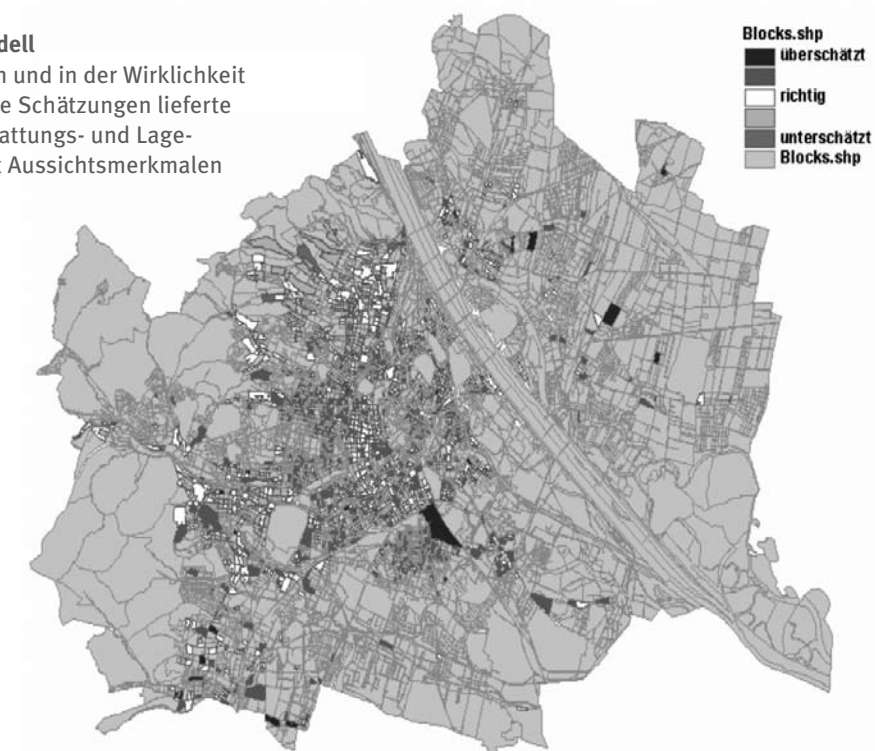 dell
n und in der Wirklichkeit
e Schätzungen lieferte
attungs- und Lage-
t Aussichtsmerkmalen
Blocks.shp
überschätzt
richtig
unterschätzt
Blocks.shp